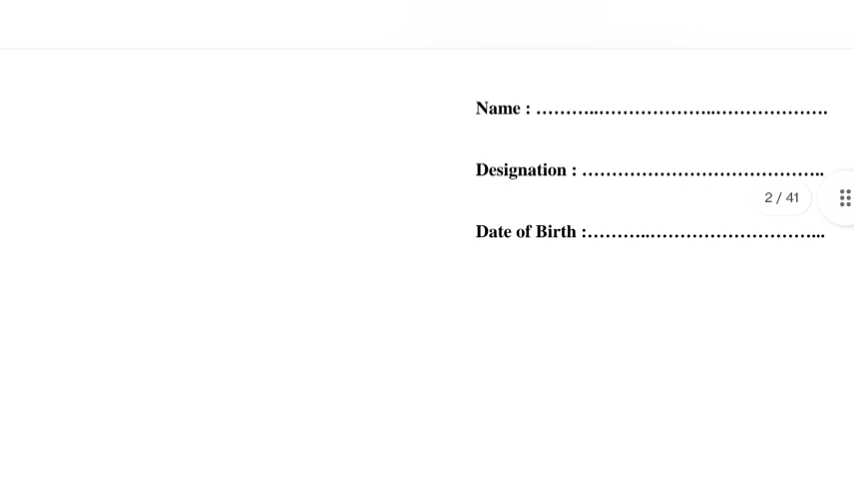 Name : ………..………………..……………….
Designation : …………………………………..
2 / 41
Date of Birth :………..………………………...